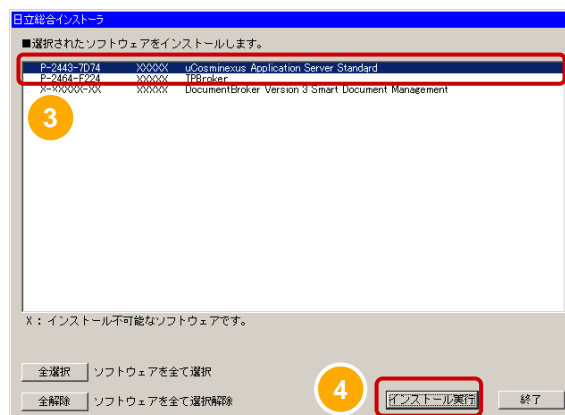 日立総合インストーラ
■選択されたソフトウェアをインストールします。
P-2443-7D74 XXXXX uCosminexus Application Server Standard
P-2464-F224 XXXXX TPBroker
X-XXXXX-XX XXXXX DocumentBroker Version 3 Smart Document Management
3
X : インストール不可能なソフトウェアです。
全選択 ソフトウェアを全て選択
4
全解除 ソフトウェアを全て選択解除 インストール実行 終了